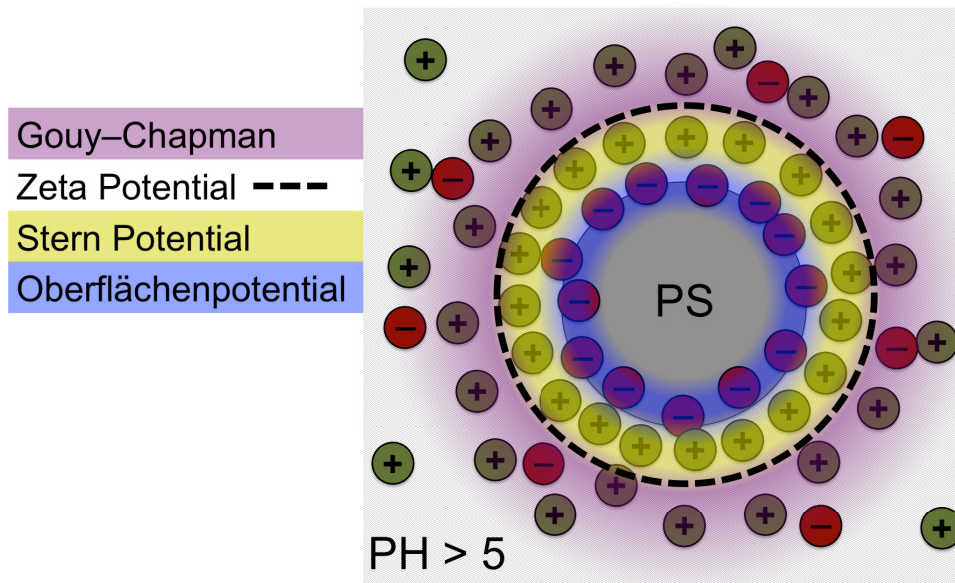 Gouy–Chapman
Zeta Potential
Stern Potential
Oberflächenpotential
PS
PH > 5